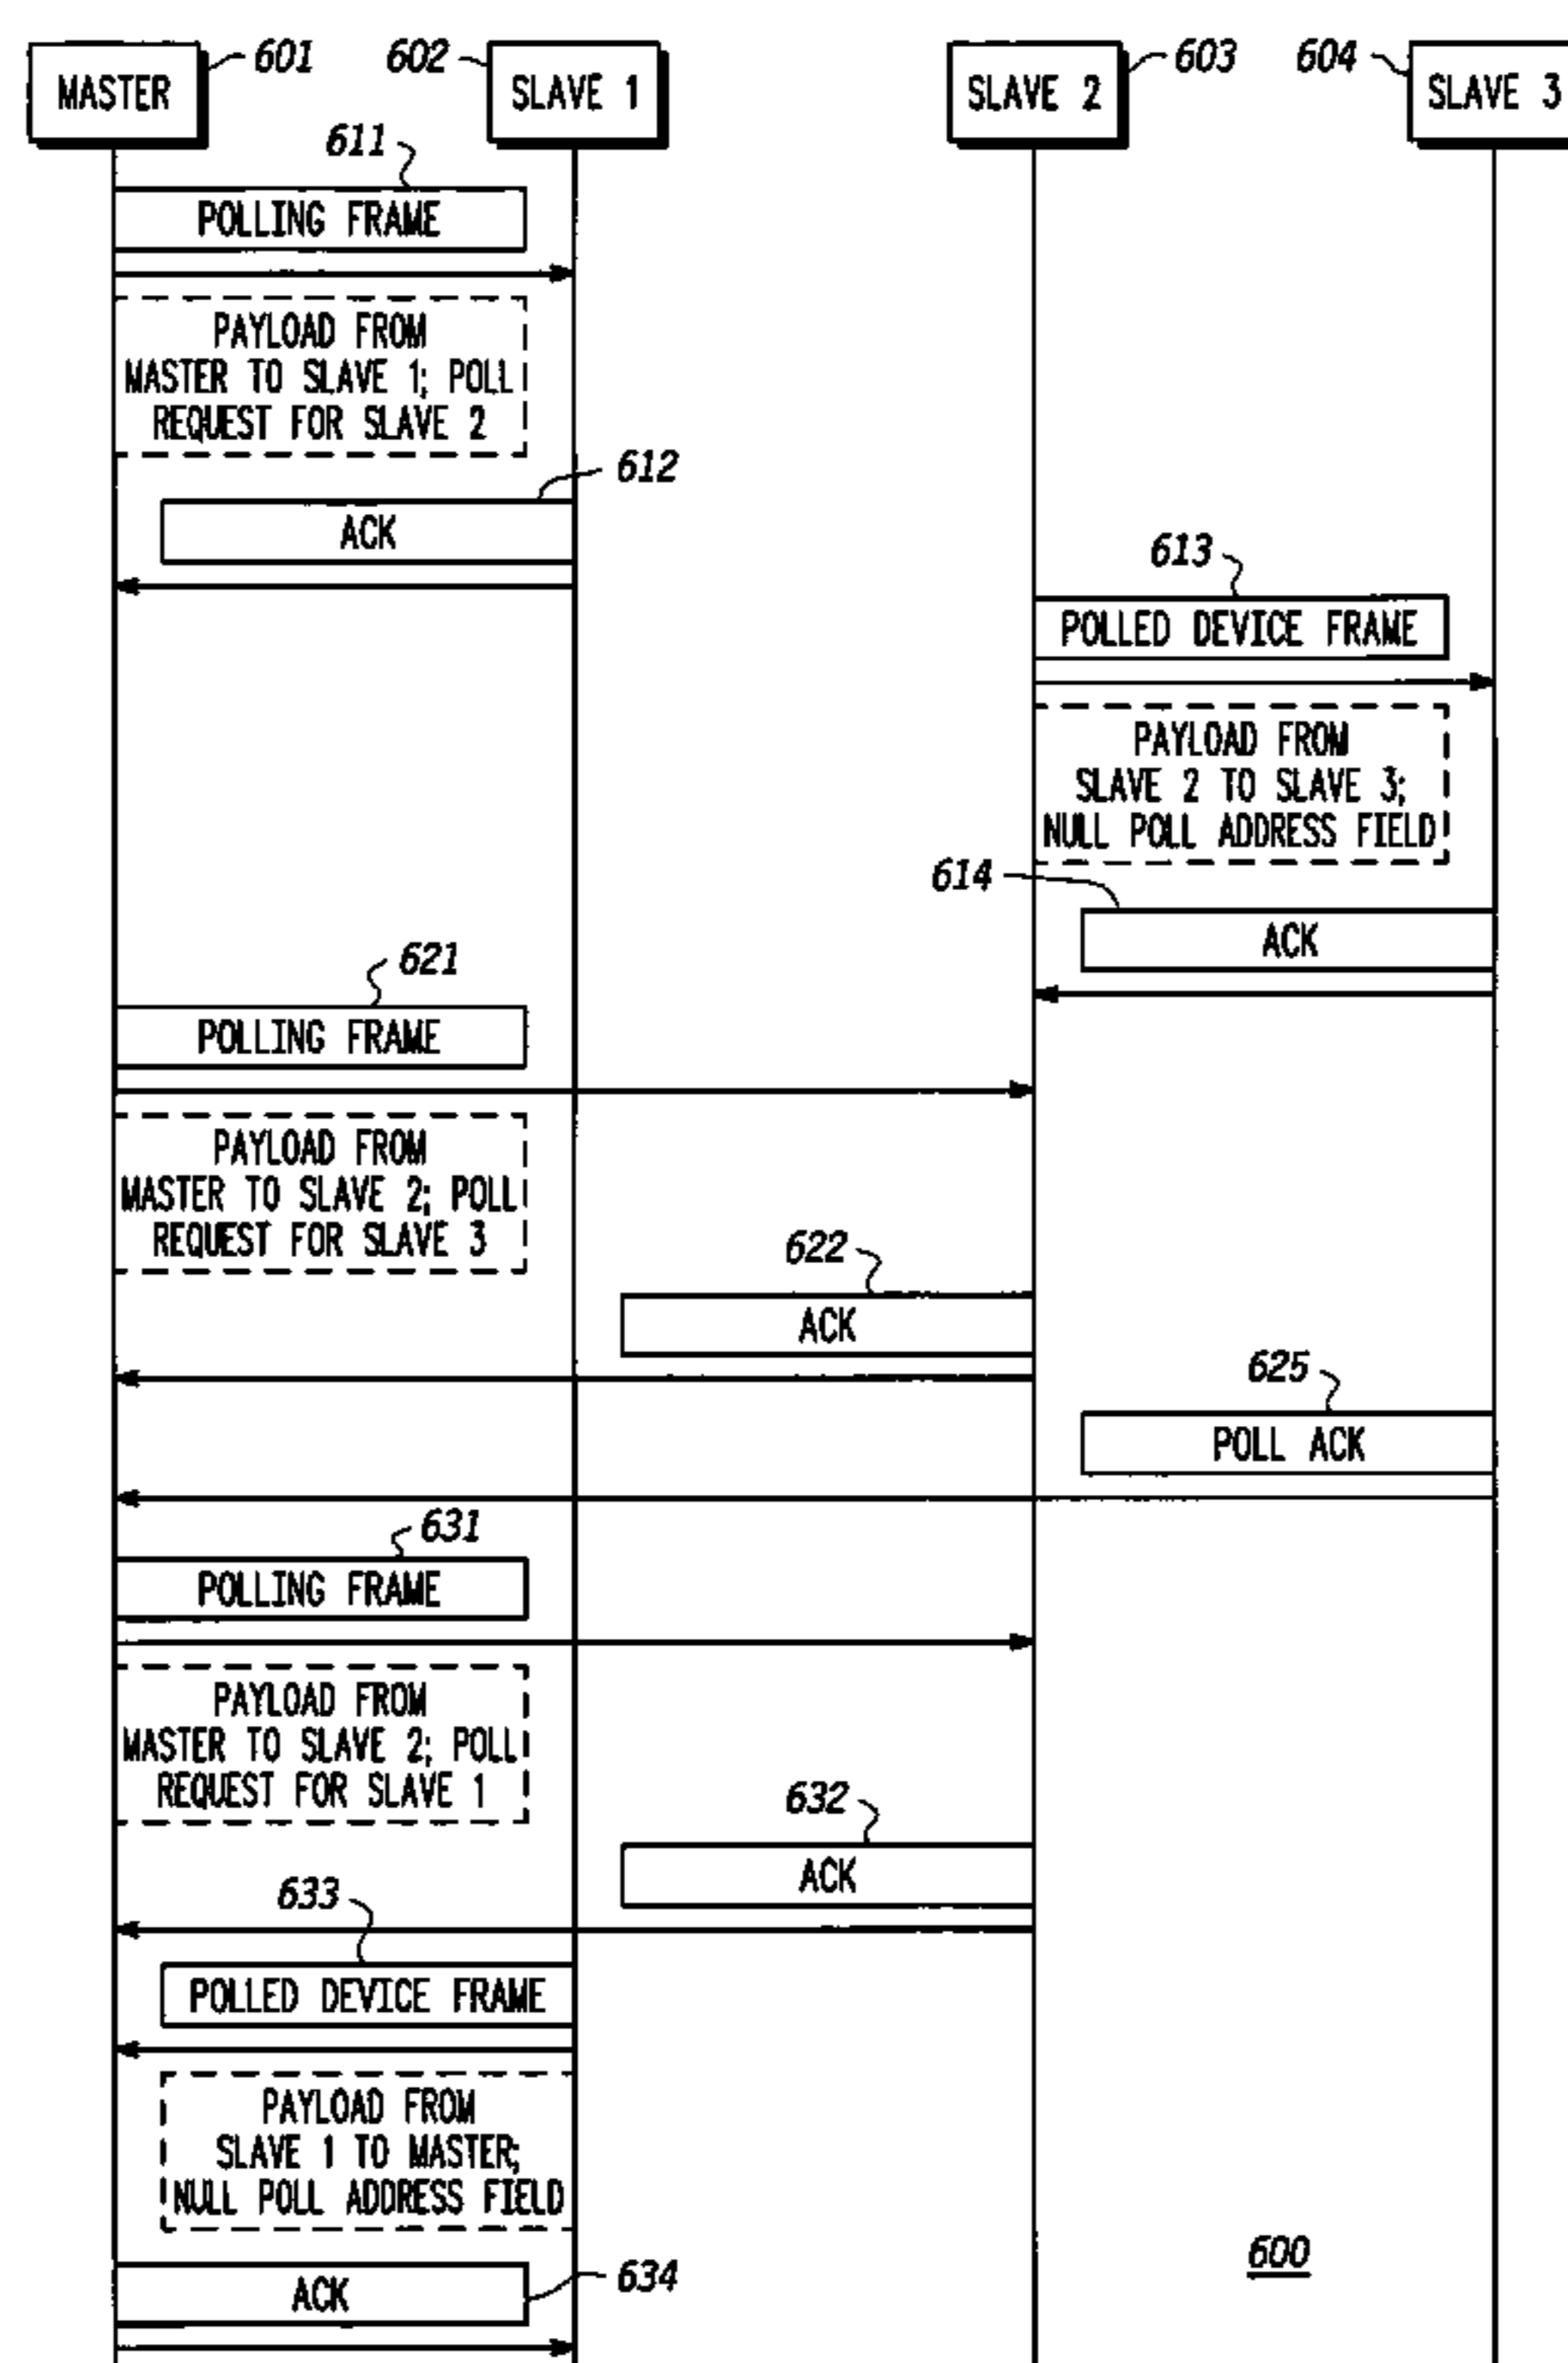 601
602
603
604
MASTER
SLAVE 1
SLAVE 2
SLAVE 3
611
POLLING FRAME
PAYLOAD FROM
MASTER TO SLAVE 1; POLL
REQUEST FOR SLAVE 2
612
ACK
613
POLLED DEVICE FRAME
PAYLOAD FROM
SLAVE 2 TO SLAVE 3;
NULL POLL ADDRESS FIELD
614
ACK
621
POLLING FRAME
PAYLOAD FROM
MASTER TO SLAVE 2; POLL
REQUEST FOR SLAVE 3
622
ACK
625
POLL ACK
631
POLLING FRAME
PAYLOAD FROM
MASTER TO SLAVE 2; POLL
REQUEST FOR SLAVE 1
632
ACK
633
POLLED DEVICE FRAME
PAYLOAD FROM
SLAVE 1 TO MASTER;
NULL POLL ADDRESS FIELD
600
634
ACK